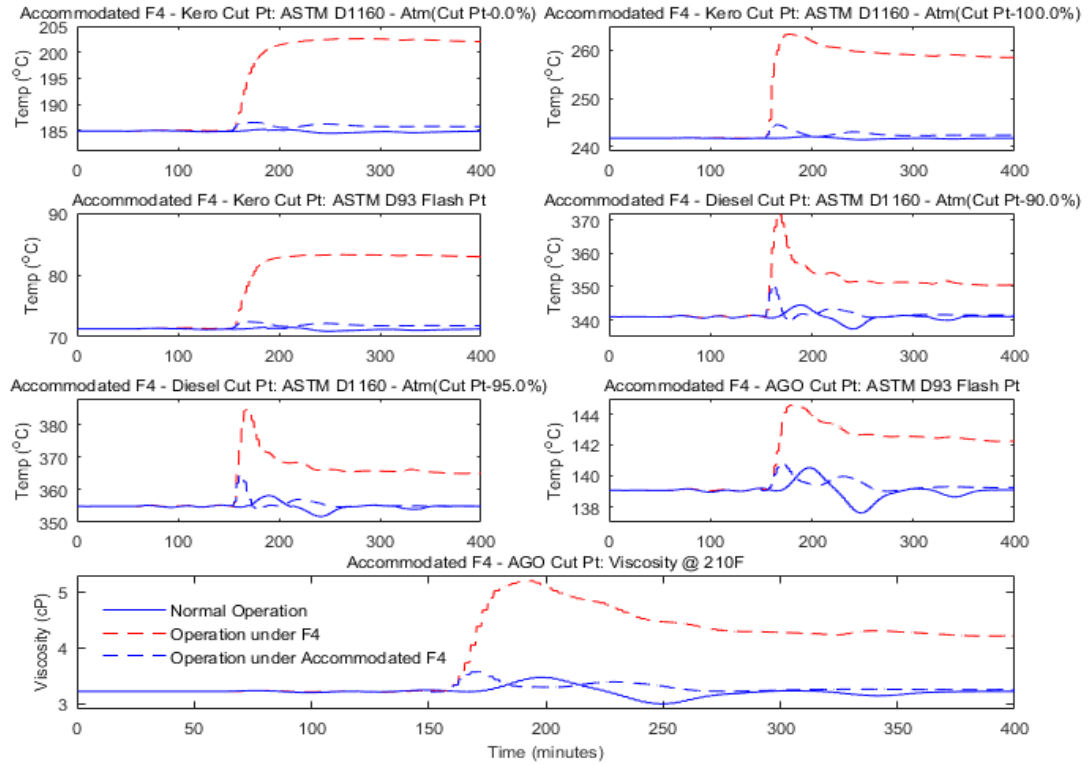 Accommodated F4 - Kero Cut Pt: ASTM D1160 - Atm(Cut Pt-0.0%)
205
200
195
190
185
Temp (°C)
0 100 200 300 400
Accommodated F4 - Kero Cut Pt: ASTM D1160 - Atm(Cut Pt-100.0%)
260
250
240
Temp (°C)
0 100 200 300 400
Accommodated F4 - Kero Cut Pt: ASTM D93 Flash Pt
90
80
70
Temp (°C)
0 100 200 300 400
Accommodated F4 - Diesel Cut Pt: ASTM D1160 - Atm(Cut Pt-90.0%)
370
360
350
340
Temp (°C)
0 100 200 300 400
Accommodated F4 - Diesel Cut Pt: ASTM D1160 - Atm(Cut Pt-95.0%)
380
370
360
350
Temp (°C)
0 100 200 300 400
Accommodated F4 - AGO Cut Pt: ASTM D93 Flash Pt
144
142
140
138
Temp (°C)
0 100 200 300 400
Accommodated F4 - AGO Cut Pt: Viscosity @ 210F
5
4
3
Viscosity (cP)
Normal Operation
Operation under F4
Operation under Accommodated F4
0 50 100 150 200 250 300 350 400
Time (minutes)